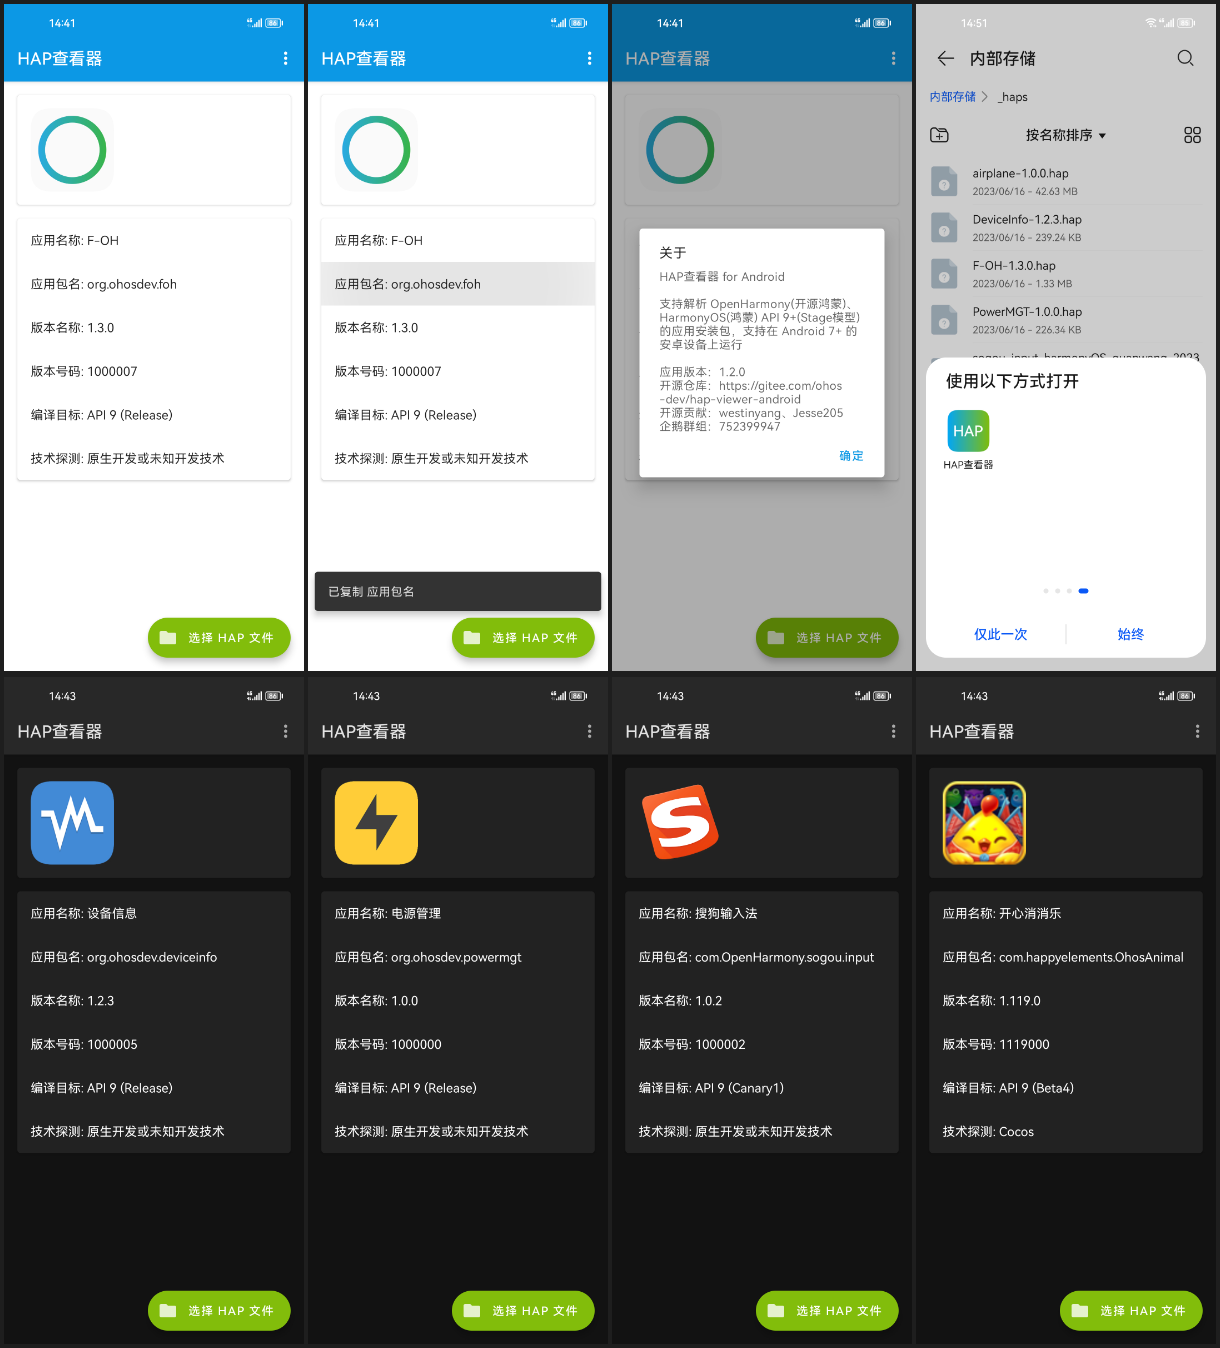 14:41
86
HAP查看器
应用名称: F-OH
应用包名: org.ohosdev.foh
版本名称: 1.3.0
版本号码: 1000007
编译目标: API 9 (Release)
技术探测: 原生开发或未知开发技术
选择 HAP 文件
14:41
86
HAP查看器
应用名称: F-OH
应用包名: org.ohosdev.foh
版本名称: 1.3.0
版本号码: 1000007
编译目标: API 9 (Release)
技术探测: 原生开发或未知开发技术
已复制 应用包名
选择 HAP 文件
14:41
86
HAP查看器
关于
HAP查看器 for Android
支持解析 OpenHarmony(开源鸿蒙)、
HarmonyOS(鸿蒙) API 9+(Stage模型)
的应用安装包，支持在 Android 7+ 的
安卓设备上运行
应用版本：1.2.0
开源仓库：https://gitee.com/ohos
-dev/hap-viewer-android
开源贡献：westinyang、Jesse205
企鹅群组：752399947
确定
选择 HAP 文件
14:51
86
内部存储
内部存储 > _haps
按名称排序
airplane-1.0.0.hap
2023/06/16 - 42.63 MB
DeviceInfo-1.2.3.hap
2023/06/16 - 239.24 KB
F-OH-1.3.0.hap
2023/06/16 - 1.33 MB
PowerMGT-1.0.0.hap
2023/06/16 - 226.34 KB
sogou_input_harmonyOS_guanwang_2023
使用以下方式打开
HAP
HAP查看器
仅此一次
始终
14:43
86
HAP查看器
应用名称: 设备信息
应用包名: org.ohosdev.deviceinfo
版本名称: 1.2.3
版本号码: 1000005
编译目标: API 9 (Release)
技术探测: 原生开发或未知开发技术
选择 HAP 文件
14:43
86
HAP查看器
应用名称: 电源管理
应用包名: org.ohosdev.powermgt
版本名称: 1.0.0
版本号码: 1000000
编译目标: API 9 (Release)
技术探测: 原生开发或未知开发技术
选择 HAP 文件
14:43
86
HAP查看器
S
应用名称: 搜狗输入法
应用包名: com.OpenHarmony.sogou.input
版本名称: 1.0.2
版本号码: 1000002
编译目标: API 9 (Canary1)
技术探测: 原生开发或未知开发技术
选择 HAP 文件
14:43
86
HAP查看器
应用名称: 开心消消乐
应用包名: com.happyelements.OhosAnimal
版本名称: 1.119.0
版本号码: 1119000
编译目标: API 9 (Beta4)
技术探测: Cocos
选择 HAP 文件